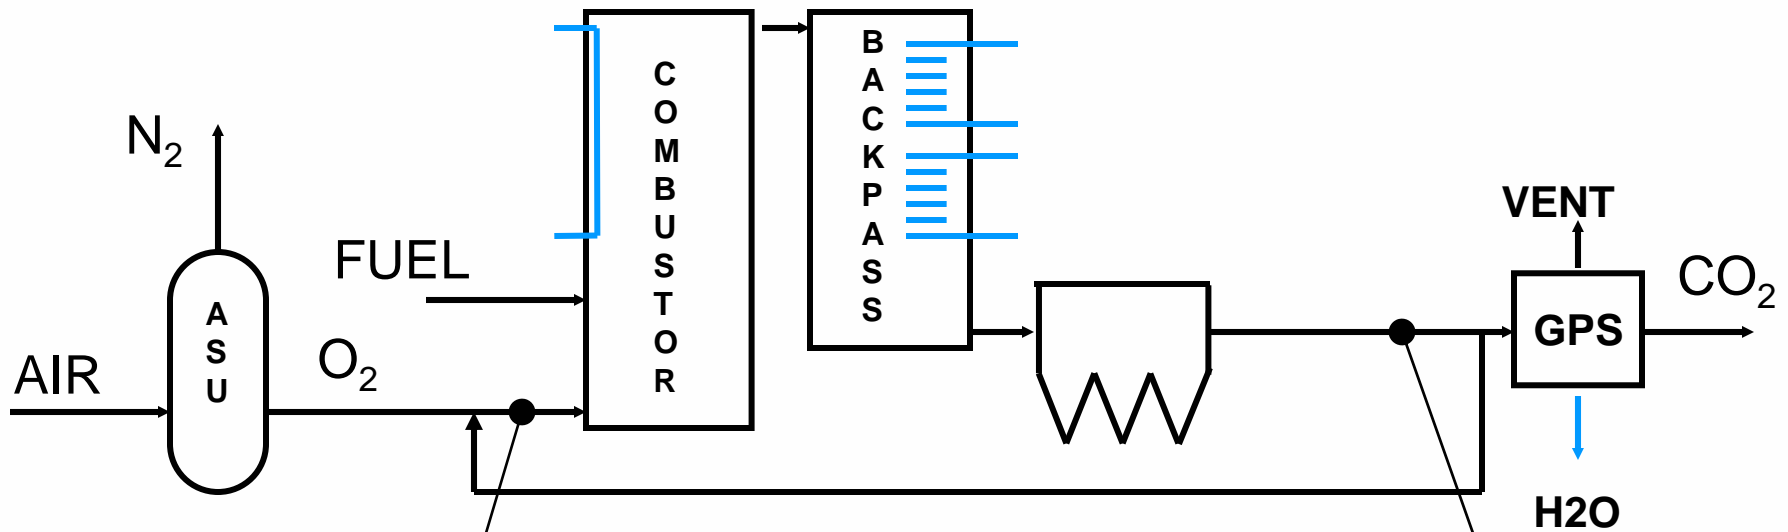 COMBUSTOR
BACKPASS
N₂
VENT
FUEL
CO₂
ASU
GPS
O₂
AIR
H2O